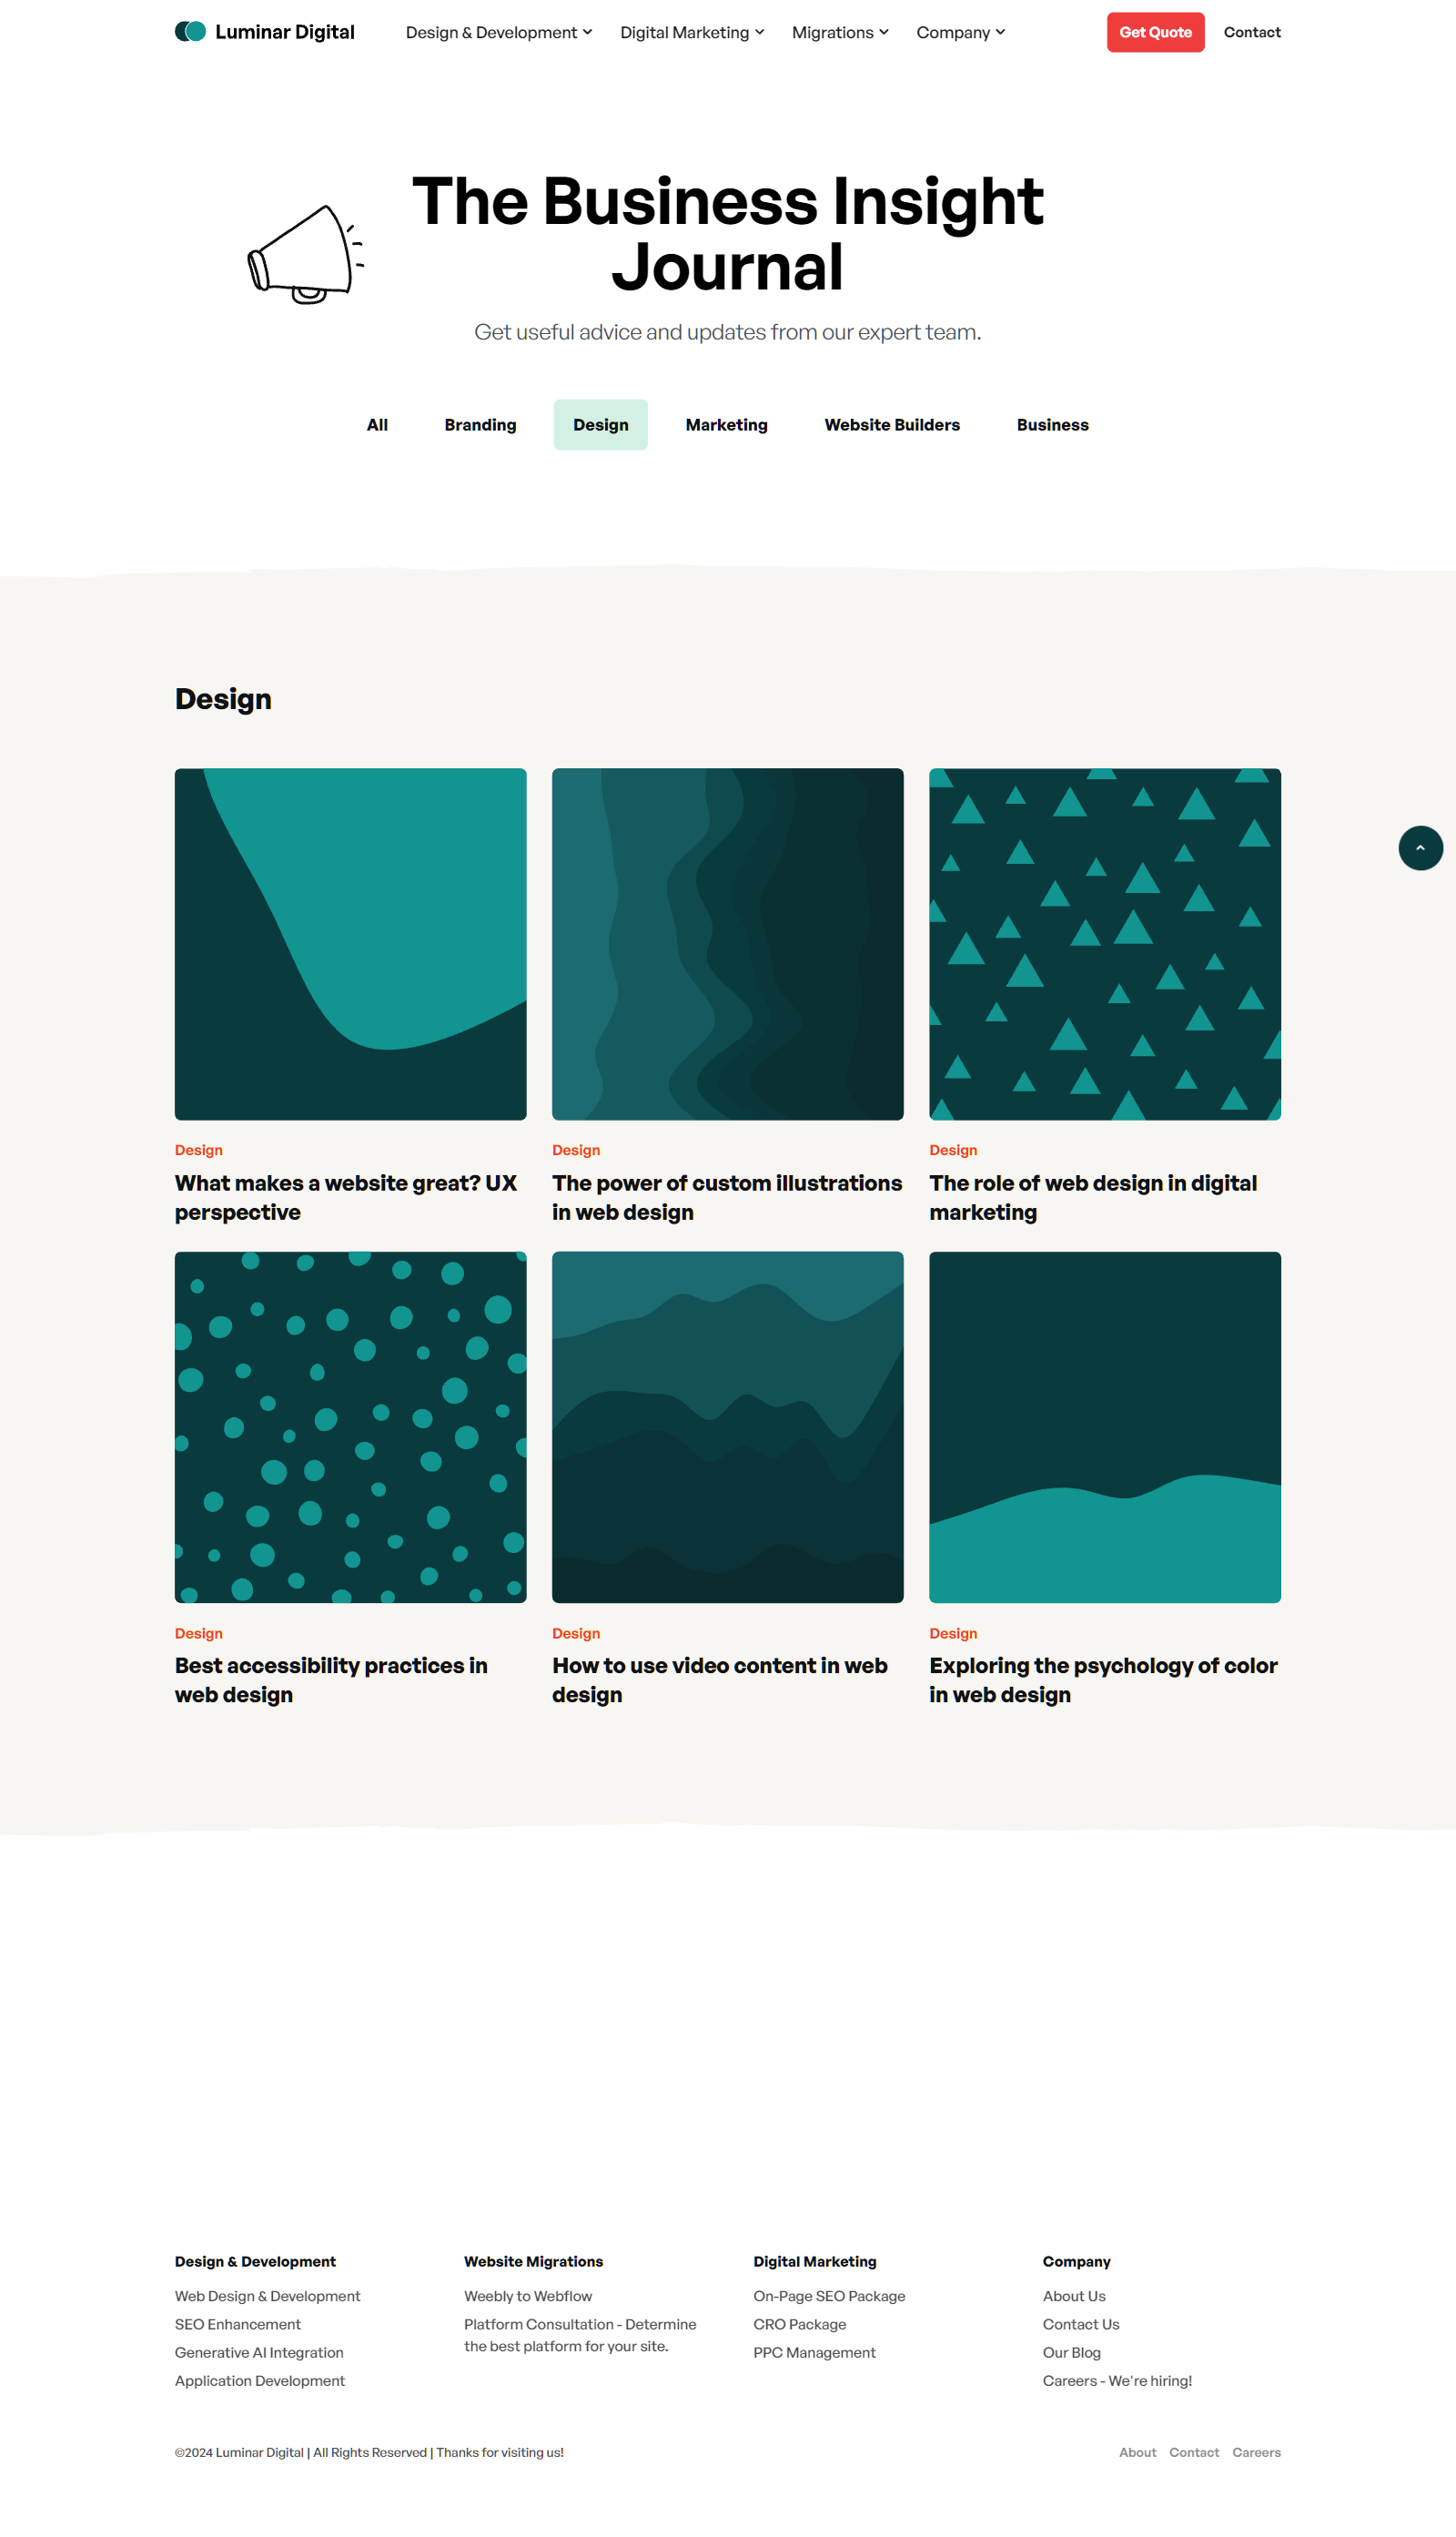 Luminar Digital
Design & Development
Digital Marketing
Migrations
Company
Get Quote
Contact
The Business Insight
Journal
Get useful advice and updates from our expert team.
All
Branding
Design
Marketing
Website Builders
Business
Design
Design
What makes a website great? UX
perspective
Design
The power of custom illustrations
in web design
Design
The role of web design in digital
marketing
Design
Best accessibility practices in
web design
Design
How to use video content in web
design
Design
Exploring the psychology of color
in web design
Design & Development
Web Design & Development
SEO Enhancement
Generative AI Integration
Application Development
Website Migrations
Weebly to Webflow
Platform Consultation - Determine
the best platform for your site.
Digital Marketing
On-Page SEO Package
CRO Package
PPC Management
Company
About Us
Contact Us
Our Blog
Careers - We're hiring!
©2024 Luminar Digital | All Rights Reserved | Thanks for visiting us!
About
Contact
Careers